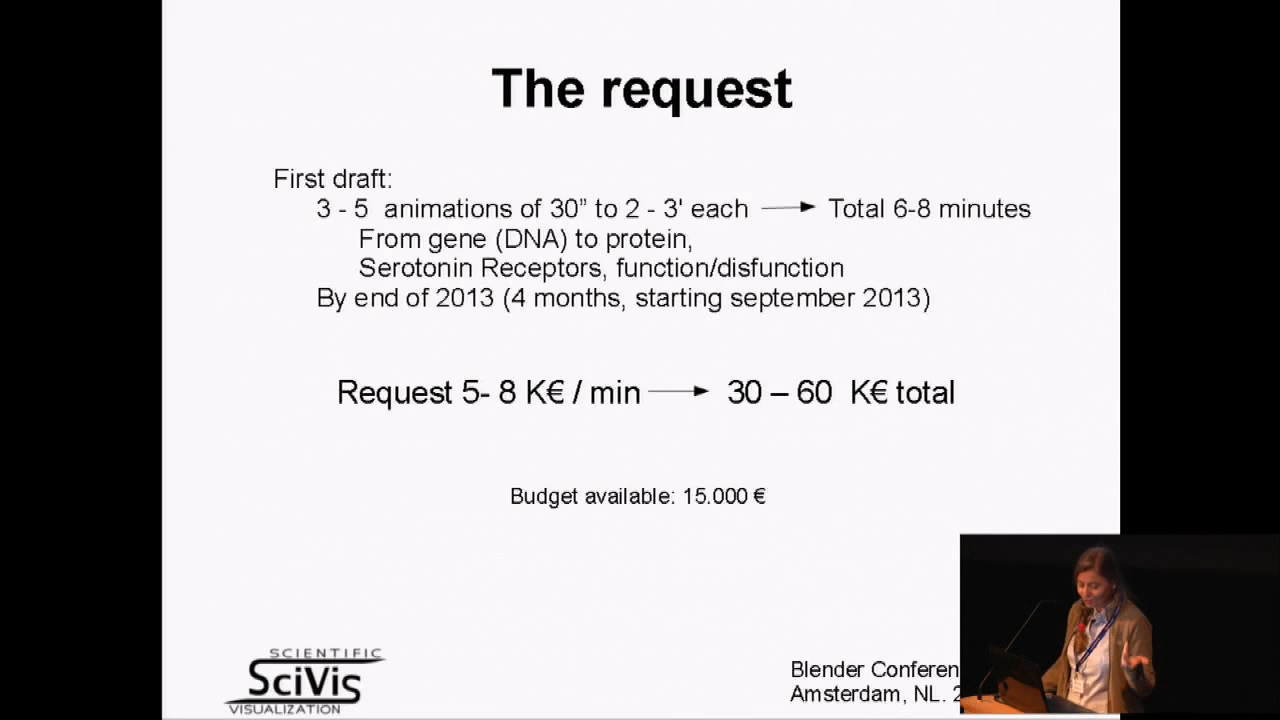 The request
First draft:
3 - 5 animations of 30” to 2 - 3' each Total 6-8 minutes
From gene (DNA) to protein,
Serotonin Receptors, function/disfunction
By end of 2013 (4 months, starting september 2013)
Request 5- 8 K€ / min 30 – 60 K€ total
Budget available: 15.000 €
SCIENTIFIC
SciVis
VISUALIZATION
Blender
Amsterdam, NL.